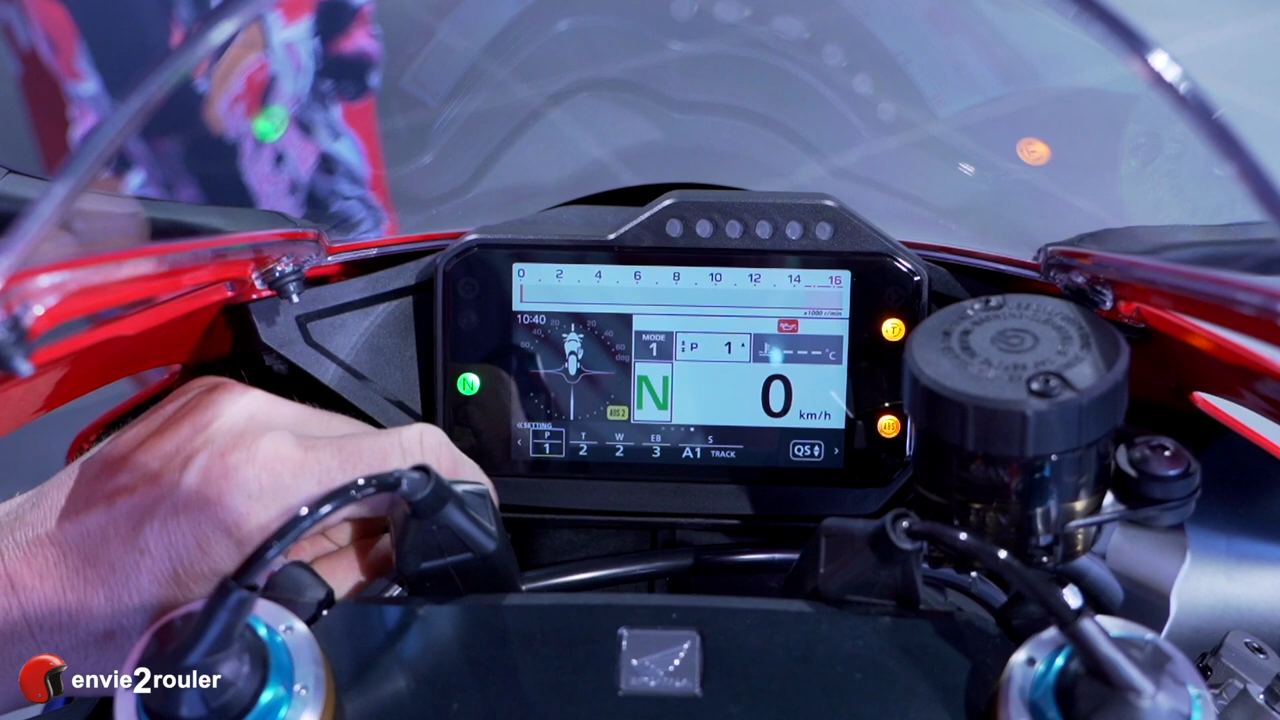 0 2 4 6 8 10 12 14 16
x1000 r/min
10:40
20 20
40 40
60 60
deg
MODE
1
P 1
---- °C
N
N
0
km/h
ABS 2
ABS
≪SETTING
P T W EB S
1 2 2 3 A1 TRACK
QS
envie2rouler